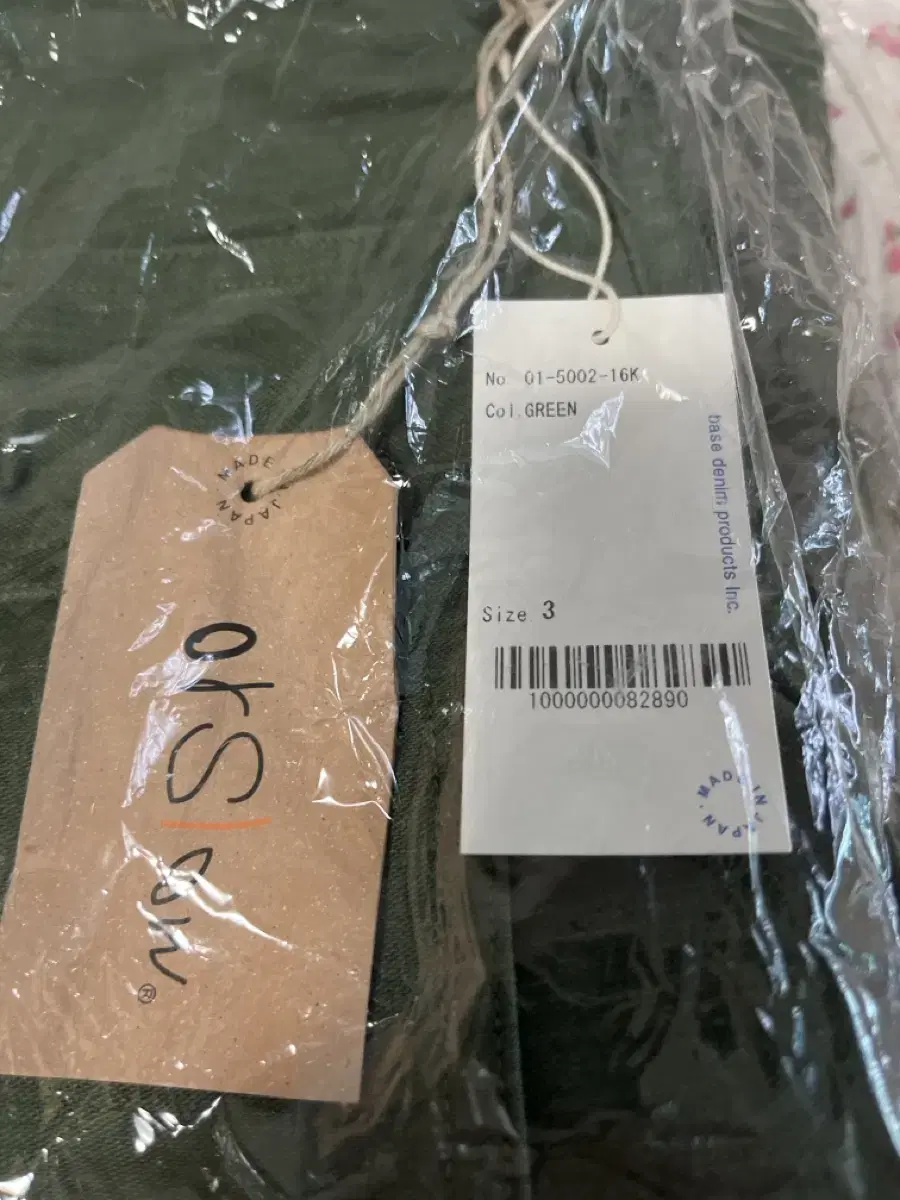 MADE JAPAN
orSlow
®
No. 01-5002-16K
Col.GREEN
base denim products Inc.
Size 3
1000000082890
MADE IN JAPAN